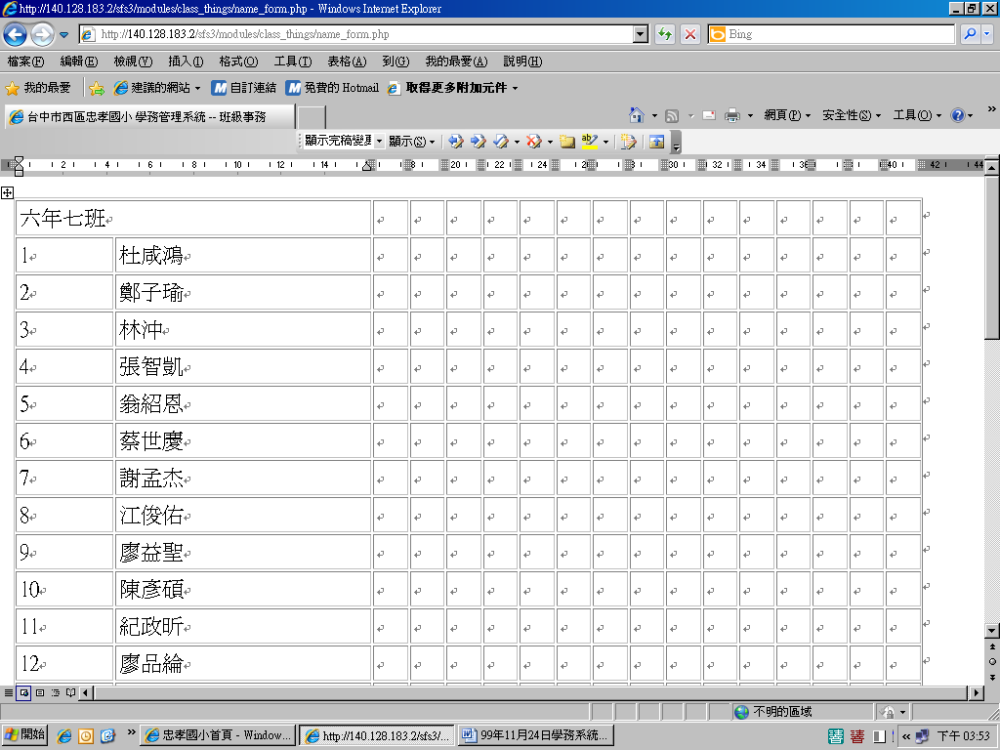 http://140.128.183.2/sfs3/modules/class_things/name_form.php - Windows Internet Explorer
http://140.128.183.2/sfs3/modules/class_things/name_form.php
Bing
檔案(F) 編輯(E) 檢視(V) 插入(I) 格式(O) 工具(T) 表格(A) 到(G) 我的最愛(A) 說明(H)
我的最愛 建議的網站 自訂連結 免費的 Hotmail 取得更多附加元件
台中市西區忠孝國小 學務管理系統 -- 班級事務 網頁(P) 安全性(S) 工具(O)
顯示完稿變更 顯示(S)
2 4 6 8 10 12 14 18 20 22 24 26 28 30 32 34 36 38 40 42 44
六年七班
1 杜咸鴻
2 鄭子瑜
3 林沖
4 張智凱
5 翁紹恩
6 蔡世慶
7 謝孟杰
8 江俊佑
9 廖益聖
10 陳彥碩
11 紀政昕
12 廖品綸
不明的區域
開始 忠孝國小首頁 - Window... http://140.128.183.2/sfs3/... 99年11月24日學務系統... 下午 03:53